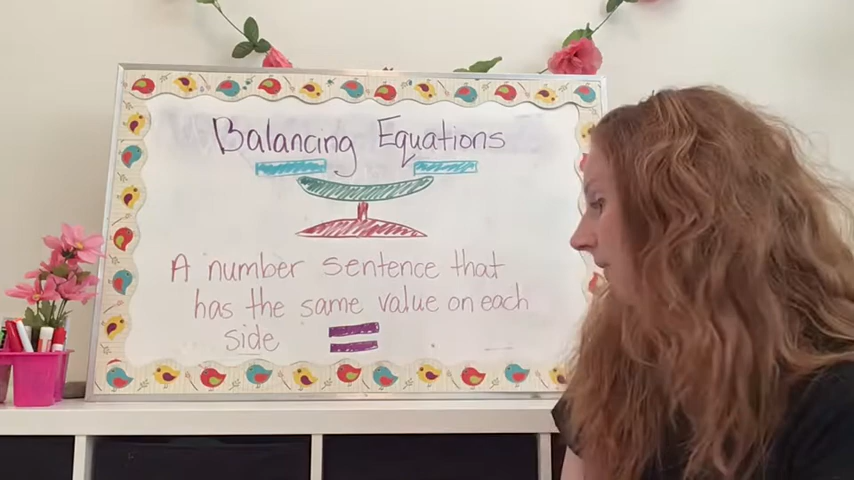 Balancing Equations
A number sentence that
has the same value on each
side =